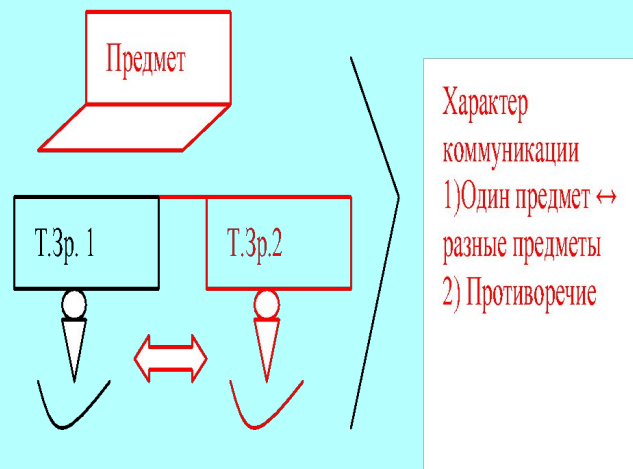 Предмет
Т.Зр. 1
Т.Зр.2
Характер
коммуникации
1)Один предмет ↔
разные предметы
2) Противоречие